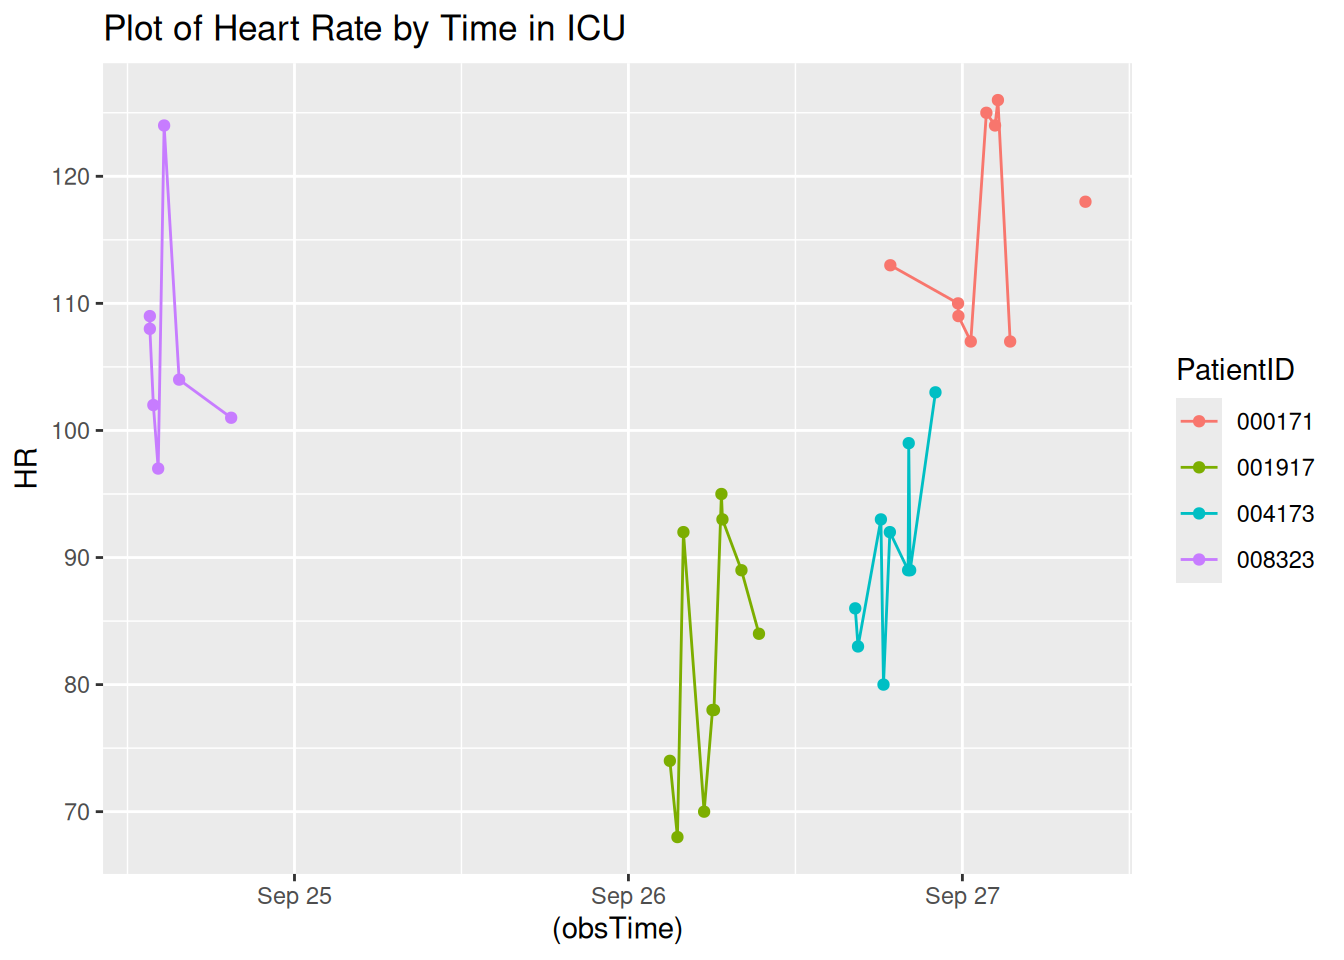 Plot of Heart Rate by Time in ICU
120
110
100
90
80
70
HR
Sep 25
Sep 26
Sep 27
(obsTime)
PatientID
000171
001917
004173
008323